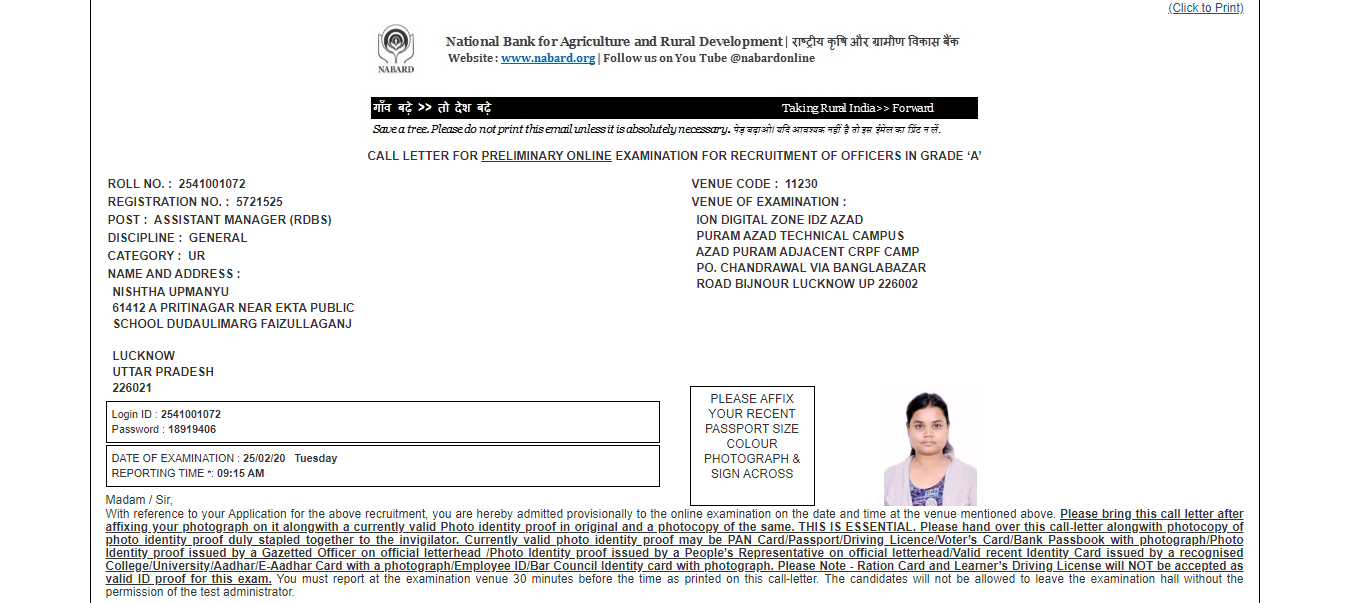 (Click to Print)
NABARD
National Bank for Agriculture and Rural Development | राष्ट्रीय कृषि और ग्रामीण विकास बैंक
Website : www.nabard.org | Follow us on You Tube @nabardonline
गाँव बढ़े >> तो देश बढ़े
Taking Rural India >> Forward
Save a tree. Please do not print this email unless it is absolutely necessary. पेड़ बढ़ाओ! यदि आवश्यक नहीं है तो इस ईमेल का प्रिंट न लें.
CALL LETTER FOR PRELIMINARY ONLINE EXAMINATION FOR RECRUITMENT OF OFFICERS IN GRADE ‘A’
ROLL NO. : 2541001072
REGISTRATION NO. : 5721525
POST : ASSISTANT MANAGER (RDBS)
DISCIPLINE : GENERAL
CATEGORY : UR
NAME AND ADDRESS :
NISHTHA UPMANYU
61412 A PRITINAGAR NEAR EKTA PUBLIC
SCHOOL DUDAULIMARG FAIZULLAGANJ
LUCKNOW
UTTAR PRADESH
226021
VENUE CODE : 11230
VENUE OF EXAMINATION :
ION DIGITAL ZONE IDZ AZAD
PURAM AZAD TECHNICAL CAMPUS
AZAD PURAM ADJACENT CRPF CAMP
PO. CHANDRAWAL VIA BANGLABAZAR
ROAD BIJNOUR LUCKNOW UP 226002
Login ID : 2541001072
Password : 18919406
DATE OF EXAMINATION : 25/02/20 Tuesday
REPORTING TIME *: 09:15 AM
PLEASE AFFIX
YOUR RECENT
PASSPORT SIZE
COLOUR
PHOTOGRAPH &
SIGN ACROSS
Madam / Sir,
With reference to your Application for the above recruitment, you are hereby admitted provisionally to the online examination on the date and time at the venue mentioned above. Please bring this call letter after
affixing your photograph on it alongwith a currently valid Photo identity proof in original and a photocopy of the same. THIS IS ESSENTIAL. Please hand over this call-letter alongwith photocopy of
photo identity proof duly stapled together to the invigilator. Currently valid photo identity proof may be PAN Card/Passport/Driving Licence/Voter’s Card/Bank Passbook with photograph/Photo
Identity proof issued by a Gazetted Officer on official letterhead /Photo Identity proof issued by a People’s Representative on official letterhead/Valid recent Identity Card issued by a recognised
College/University/Aadhar/E-Aadhar Card with a photograph/Employee ID/Bar Council Identity card with photograph. Please Note - Ration Card and Learner’s Driving License will NOT be accepted as
valid ID proof for this exam. You must report at the examination venue 30 minutes before the time as printed on this call-letter. The candidates will not be allowed to leave the examination hall without the
permission of the test administrator.